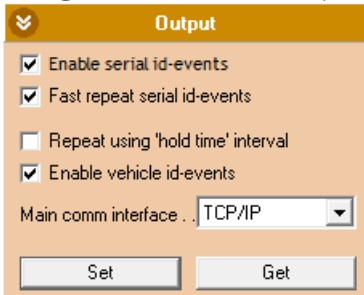 Output
Enable serial id-events
Fast repeat serial id-events
Repeat using 'hold time' interval
Enable vehicle id-events
Main comm interface . . TCP/IP
Set Get